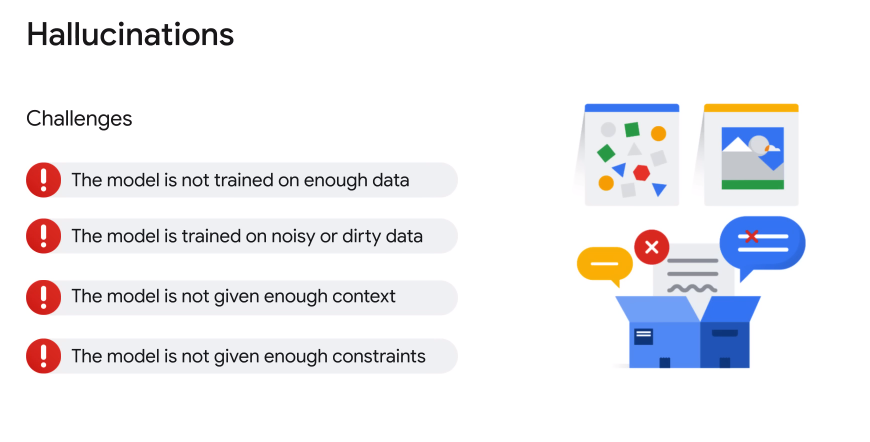 Hallucinations
Challenges
The model is not trained on enough data
The model is trained on noisy or dirty data
The model is not given enough context
The model is not given enough constraints